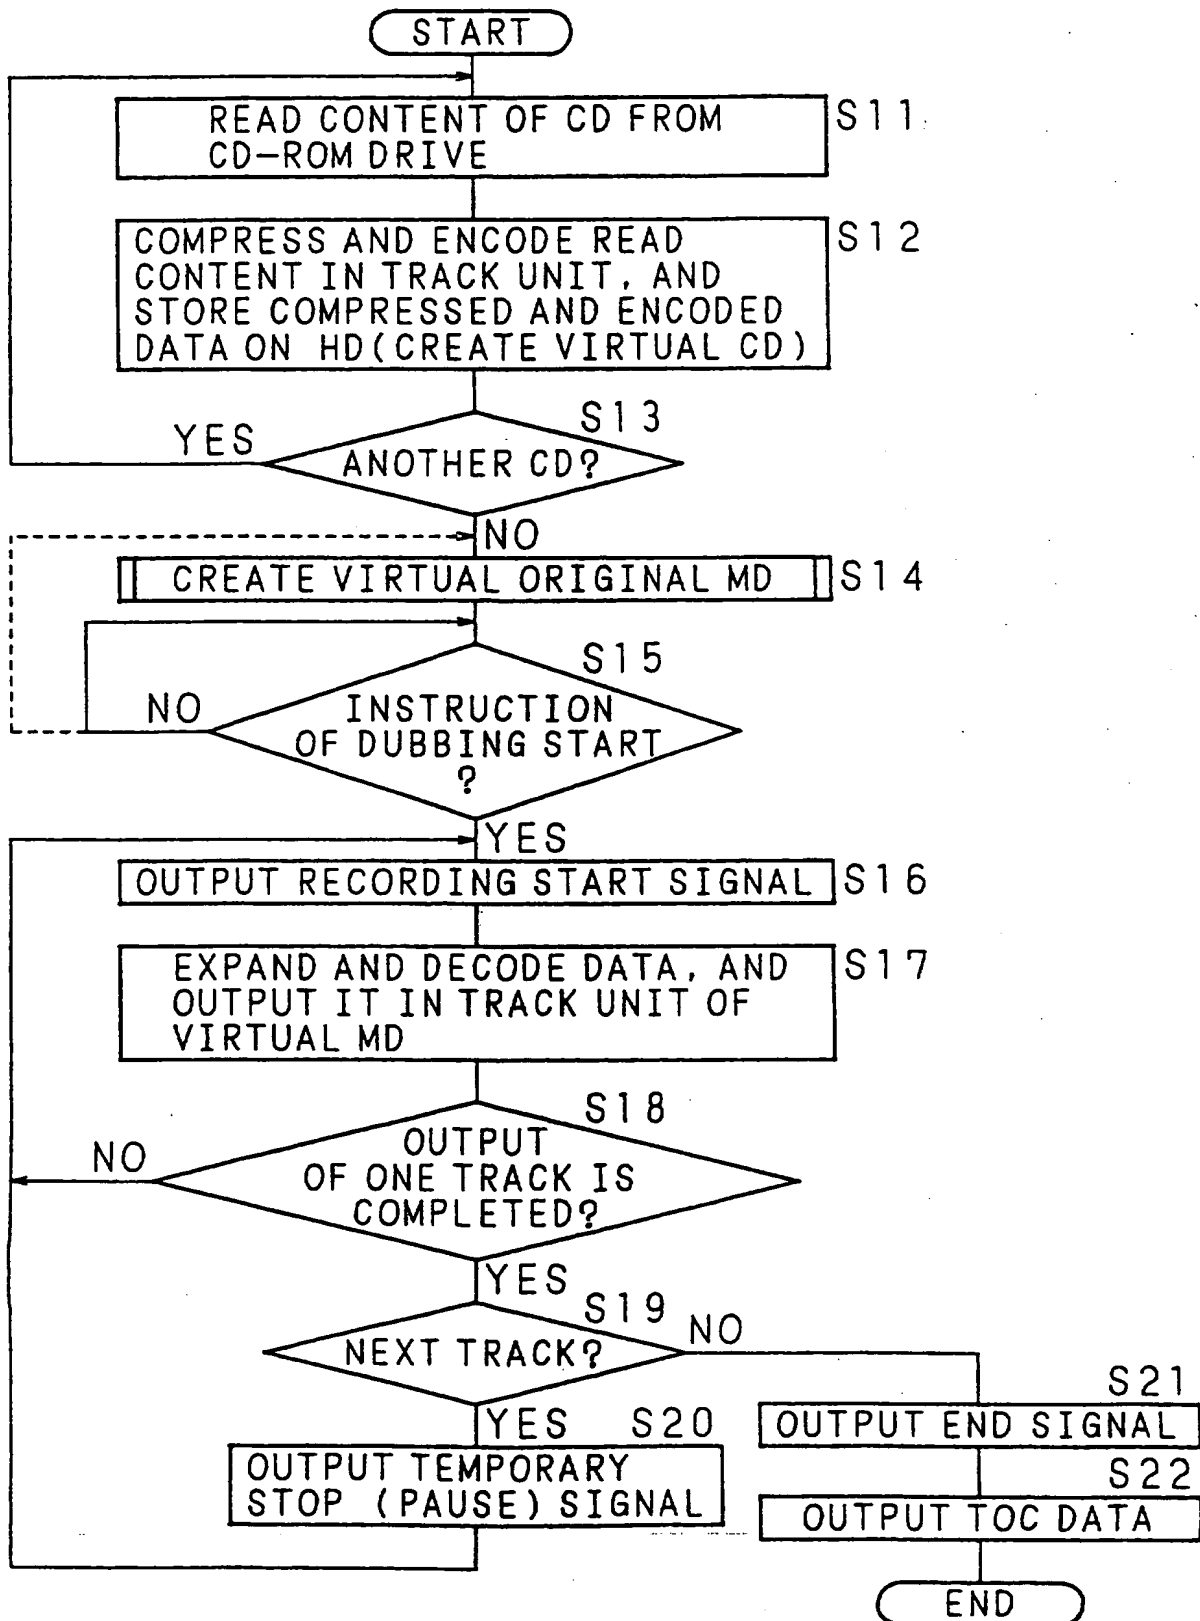 START
READ CONTENT OF CD FROM
CD-ROM DRIVE
S11
COMPRESS AND ENCODE READ
CONTENT IN TRACK UNIT, AND
STORE COMPRESSED AND ENCODED
DATA ON HD(CREATE VIRTUAL CD)
S12
S13
YES
ANOTHER CD?
NO
CREATE VIRTUAL ORIGINAL MD
S14
S15
NO
INSTRUCTION
OF DUBBING START
?
YES
OUTPUT RECORDING START SIGNAL
S16
EXPAND AND DECODE DATA, AND
OUTPUT IT IN TRACK UNIT OF
VIRTUAL MD
S17
S18
NO
OUTPUT
OF ONE TRACK IS
COMPLETED?
YES
S19
NEXT TRACK?
NO
YES
S20
OUTPUT TEMPORARY
STOP (PAUSE) SIGNAL
S21
OUTPUT END SIGNAL
S22
OUTPUT TOC DATA
END